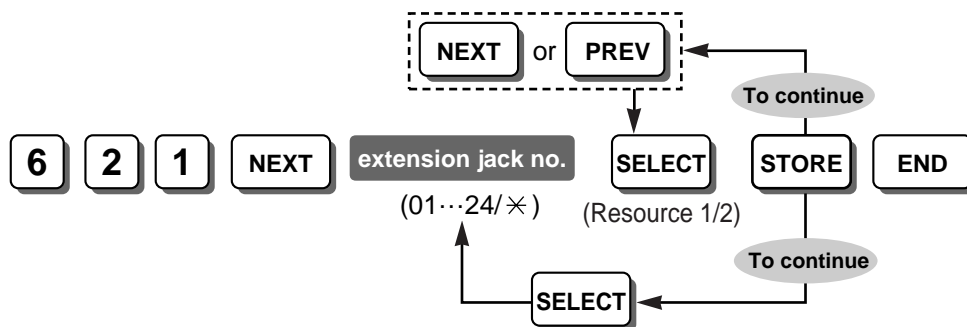 NEXT or PREV
To continue
6 2 1 NEXT extension jack no. SELECT STORE END
(01···24/✳) (Resource 1/2)
To continue
SELECT